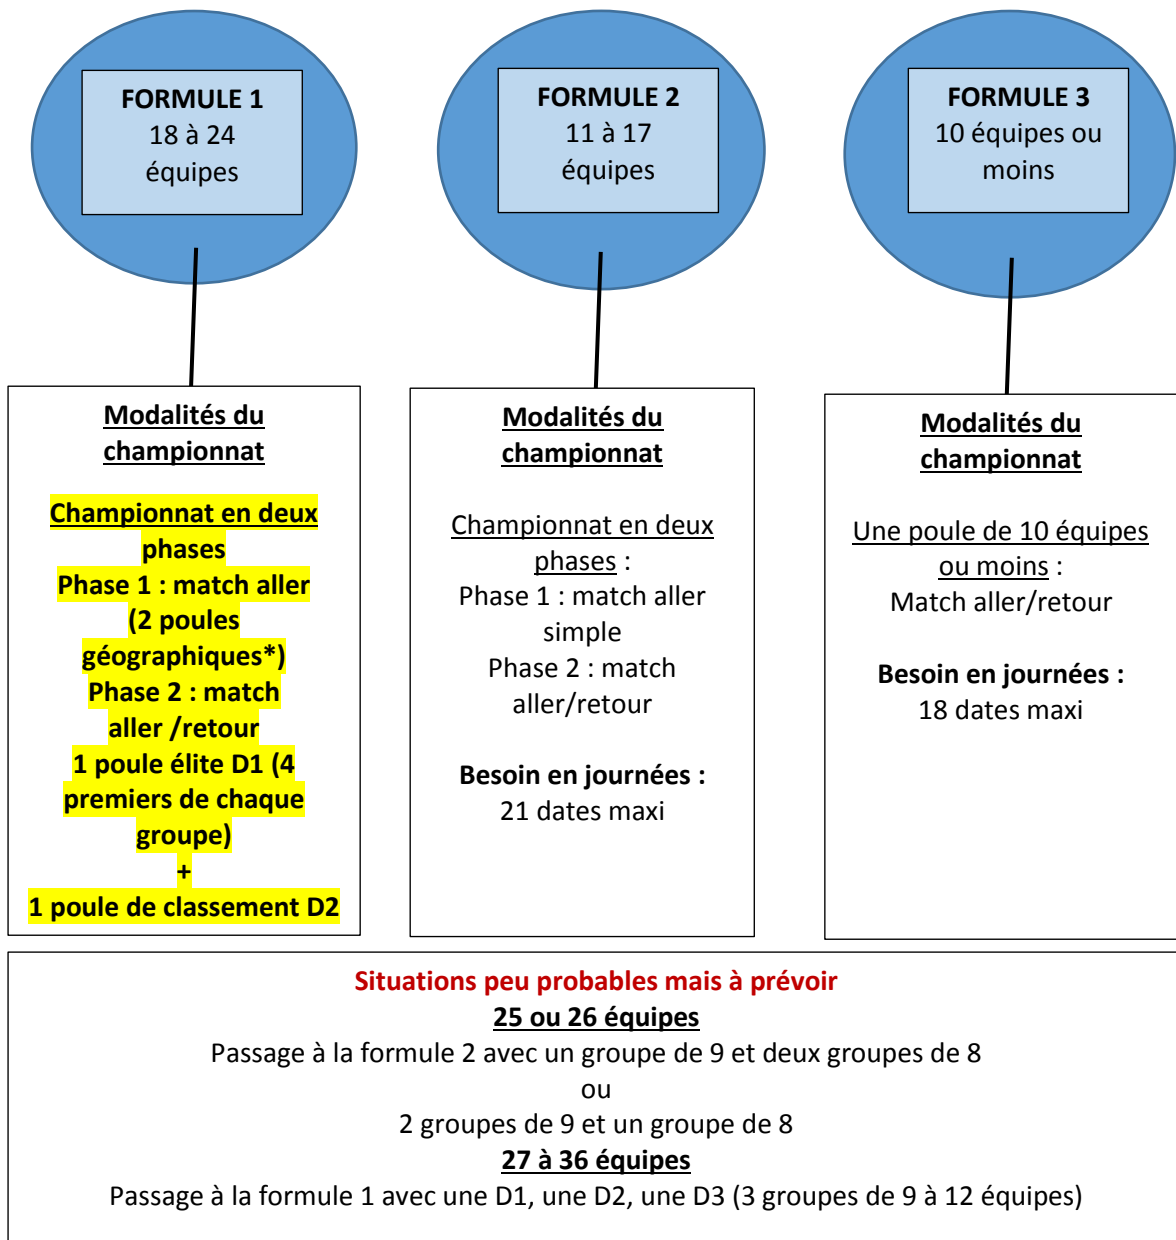 FORMULE 1
18 à 24
équipes
FORMULE 2
11 à 17
équipes
FORMULE 3
10 équipes ou
moins
Modalités du
championnat
Championnat en deux
phases
Phase 1 : match aller
(2 poules
géographiques*)
Phase 2 : match
aller /retour
1 poule élite D1 (4
premiers de chaque
groupe)
+
1 poule de classement D2
Modalités du
championnat
Championnat en deux
phases :
Phase 1 : match aller
simple
Phase 2 : match
aller/retour
Besoin en journées :
21 dates maxi
Modalités du
championnat
Une poule de 10 équipes
ou moins :
Match aller/retour
Besoin en journées :
18 dates maxi
Situations peu probables mais à prévoir
25 ou 26 équipes
Passage à la formule 2 avec un groupe de 9 et deux groupes de 8
ou
2 groupes de 9 et un groupe de 8
27 à 36 équipes
Passage à la formule 1 avec une D1, une D2, une D3 (3 groupes de 9 à 12 équipes)